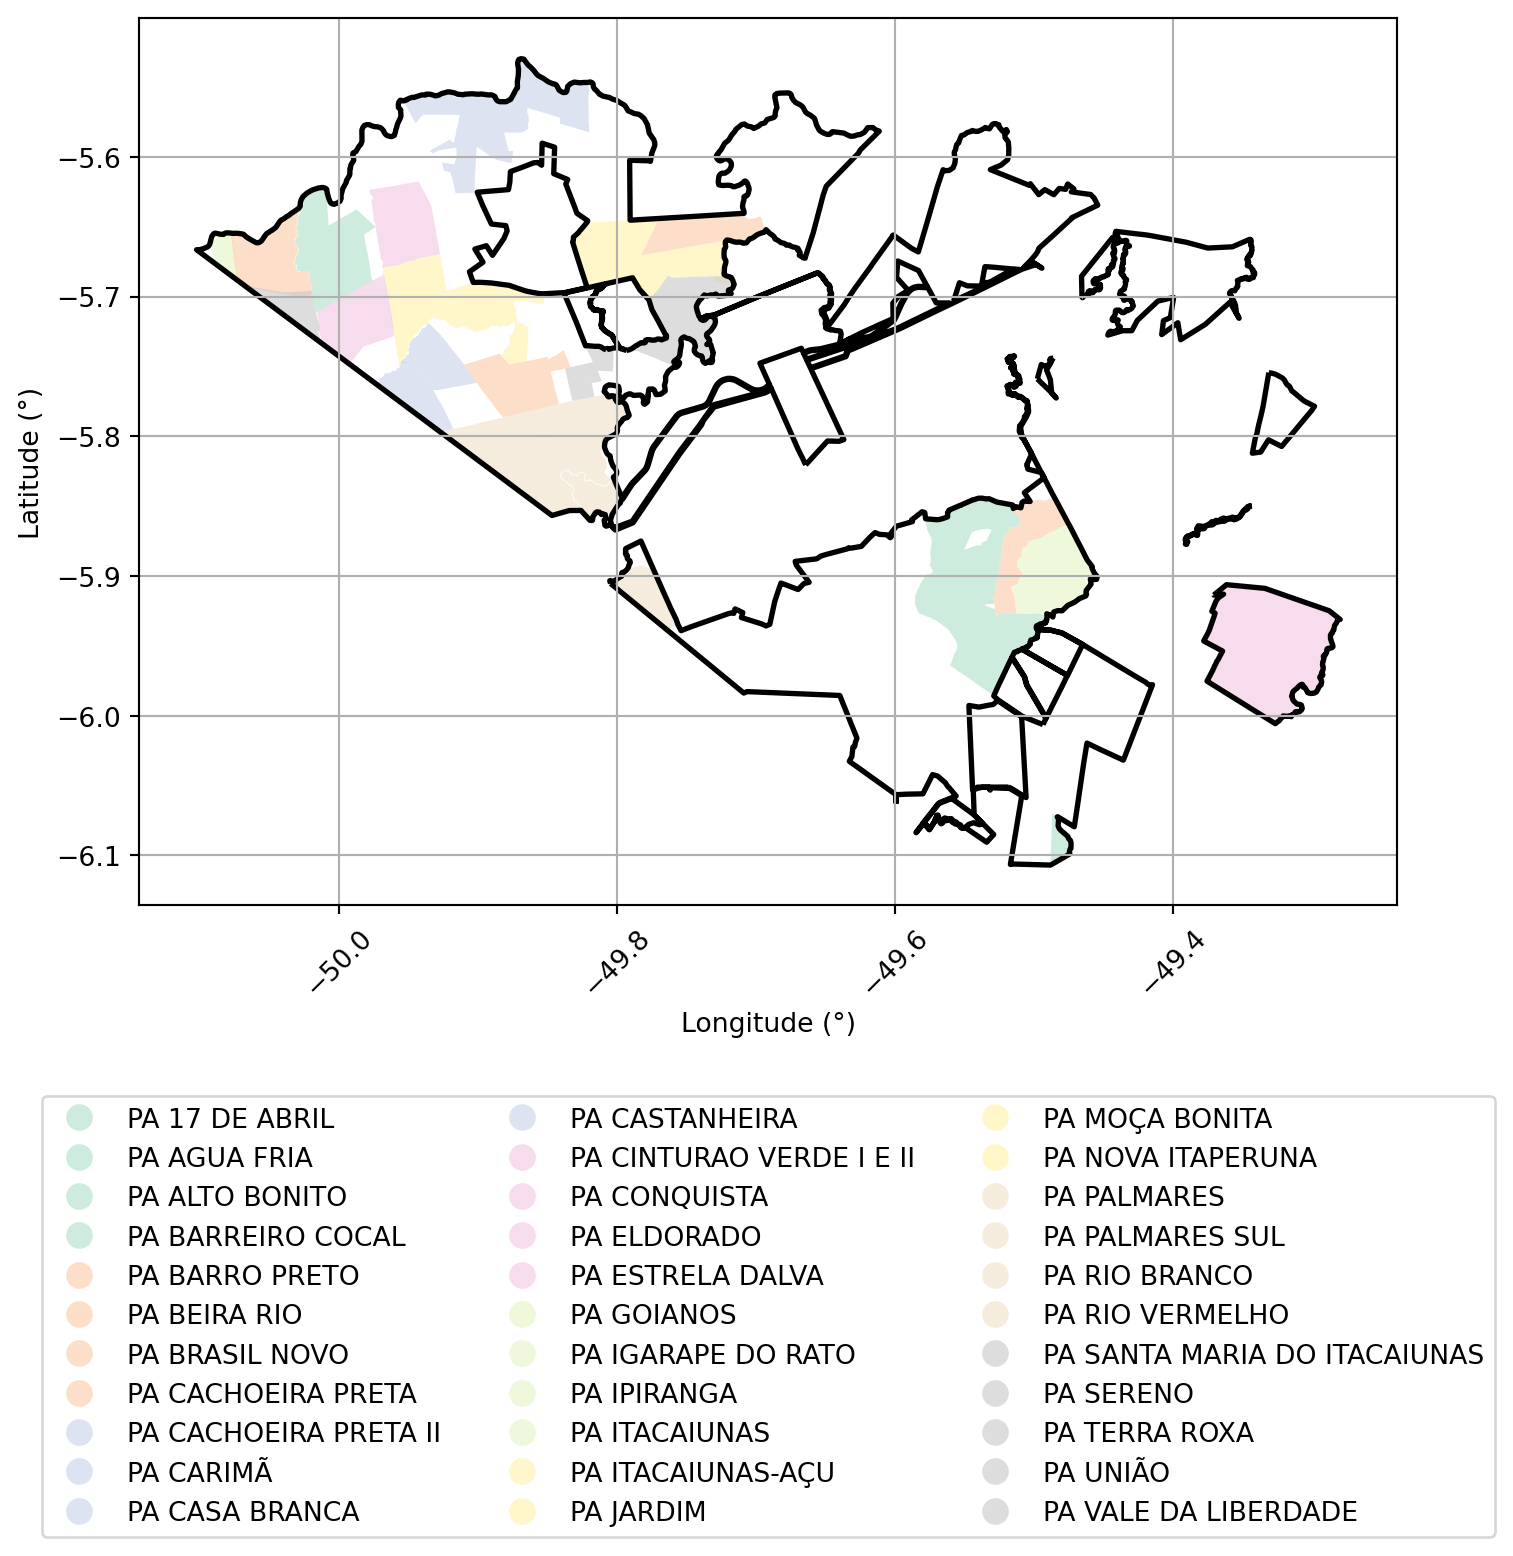 −5.6
−5.7
−5.8
−5.9
−6.0
−6.1
Latitude (°)
−50.0
−49.8
−49.6
−49.4
Longitude (°)
PA 17 DE ABRIL
PA AGUA FRIA
PA ALTO BONITO
PA BARREIRO COCAL
PA BARRO PRETO
PA BEIRA RIO
PA BRASIL NOVO
PA CACHOEIRA PRETA
PA CACHOEIRA PRETA II
PA CARIMÃ
PA CASA BRANCA
PA CASTANHEIRA
PA CINTURAO VERDE I E II
PA CONQUISTA
PA ELDORADO
PA ESTRELA DALVA
PA GOIANOS
PA IGARAPE DO RATO
PA IPIRANGA
PA ITACAIUNAS
PA ITACAIUNAS-AÇU
PA JARDIM
PA MOÇA BONITA
PA NOVA ITAPERUNA
PA PALMARES
PA PALMARES SUL
PA RIO BRANCO
PA RIO VERMELHO
PA SANTA MARIA DO ITACAIUNAS
PA SERENO
PA TERRA ROXA
PA UNIÃO
PA VALE DA LIBERDADE